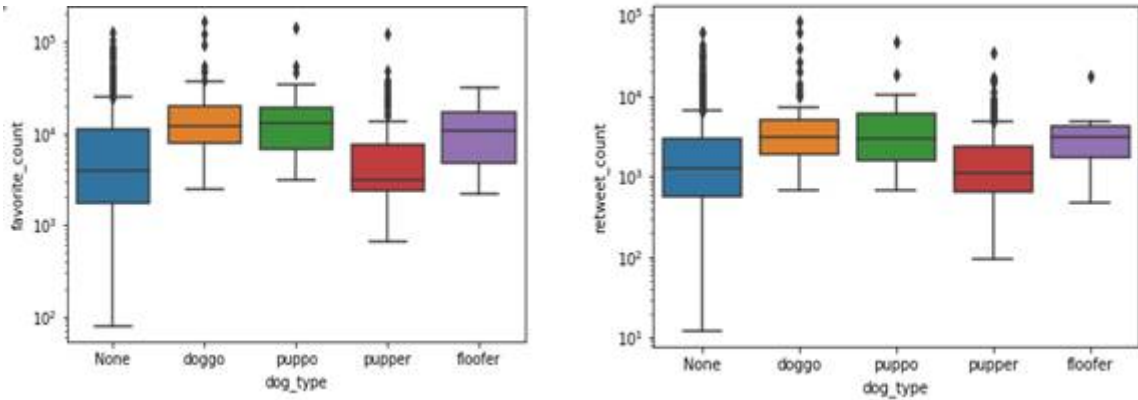 favorite_count
10⁵
10⁴
10³
10²
None doggo puppo pupper floofer
dog_type
retweet_count
10⁵
10⁴
10³
10²
10¹
None doggo puppo pupper floofer
dog_type